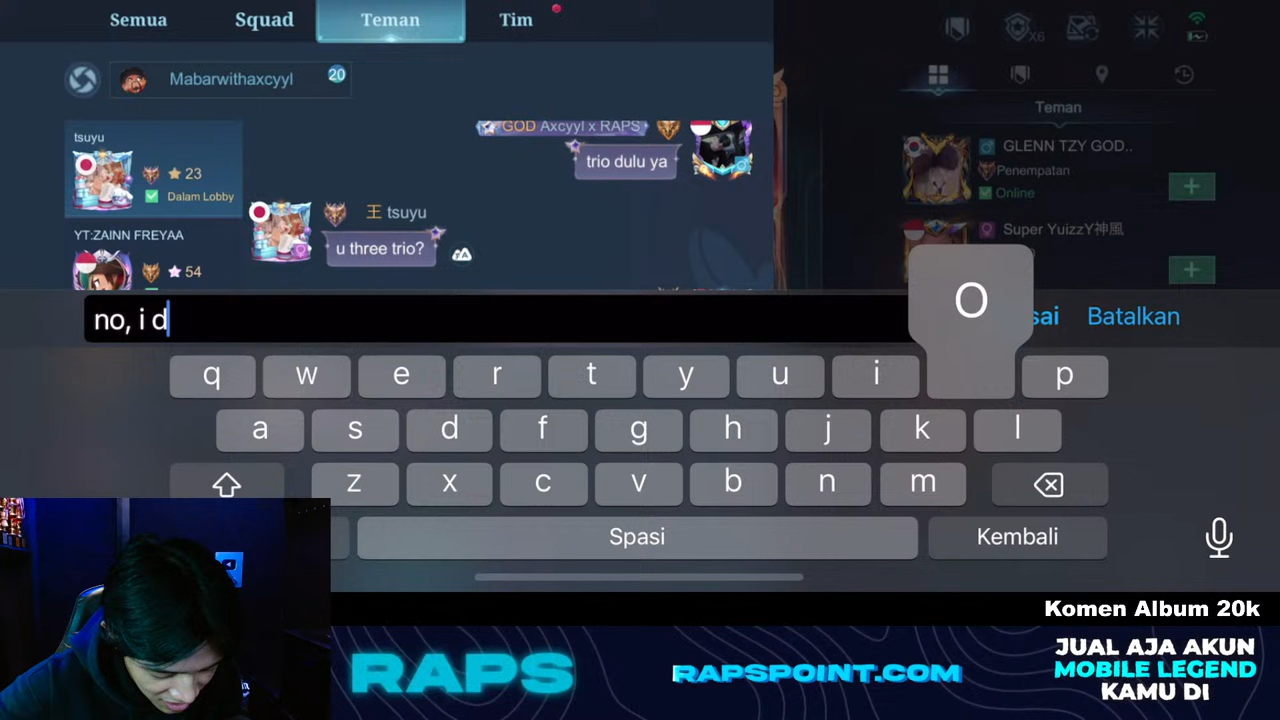 Semua
Squad
Teman
Tim
Mabarwithaxcyyl
20
X6
Teman
tsuyu
23
Dalam Lobby
YT:ZAINN FREYAA
54
GOD Axcyyl x RAPS
trio dulu ya
王 tsuyu
u three trio?
GLENN TZY GOD..
Penempatan
Online
Super YuizzY神風
no, i d
sai
Batalkan
O
q w e r t y u i p
a s d f g h j k l
z x c v b n m
Spasi
Kembali
Komen Album 20k
RAPS
RAPSPOINT.COM
JUAL AJA AKUN
MOBILE LEGEND
KAMU DI